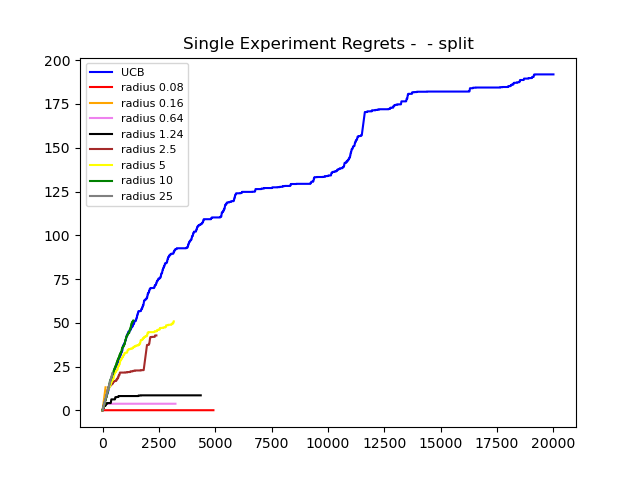 Single Experiment Regrets -  - split
200
175
150
125
100
75
50
25
0
UCB
radius 0.08
radius 0.16
radius 0.64
radius 1.24
radius 2.5
radius 5
radius 10
radius 25
0 2500 5000 7500 10000 12500 15000 17500 20000